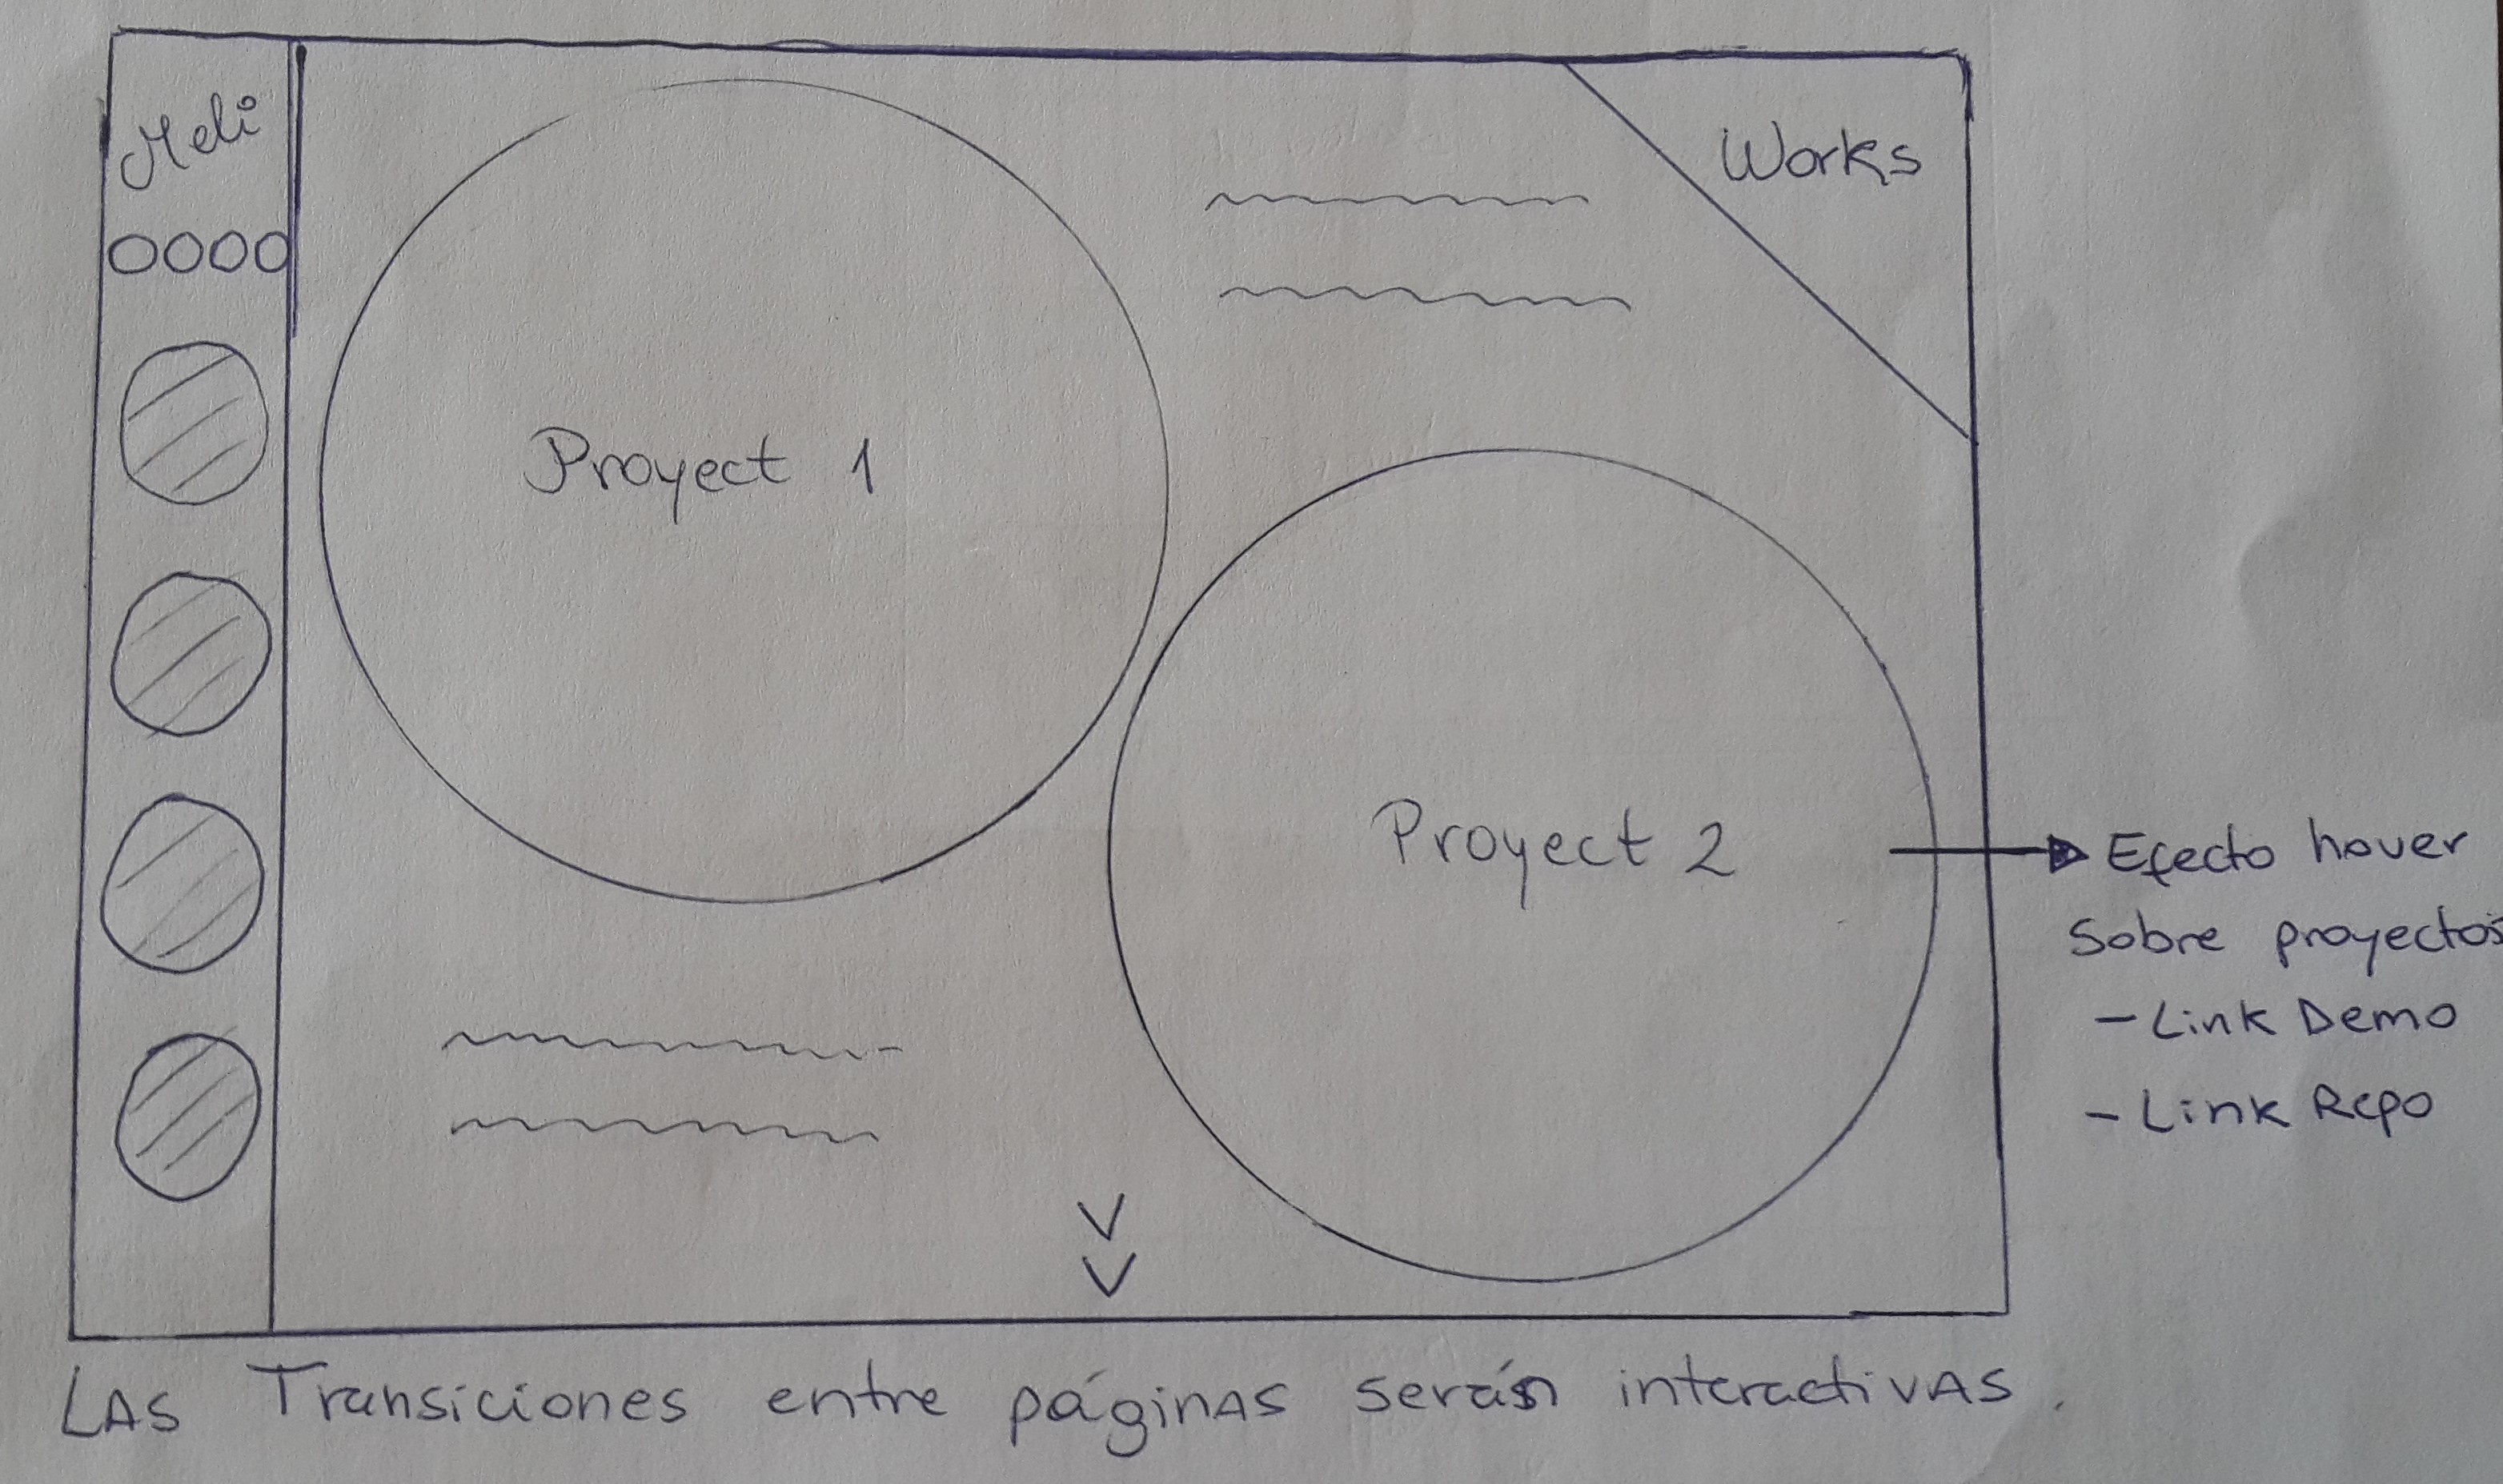 Meli
Works
Proyect 1
Proyect 2
Efecto hover
Sobre proyectos
- Link Demo
- Link Repo
LAS Transiciones entre páginas serán interactivas.